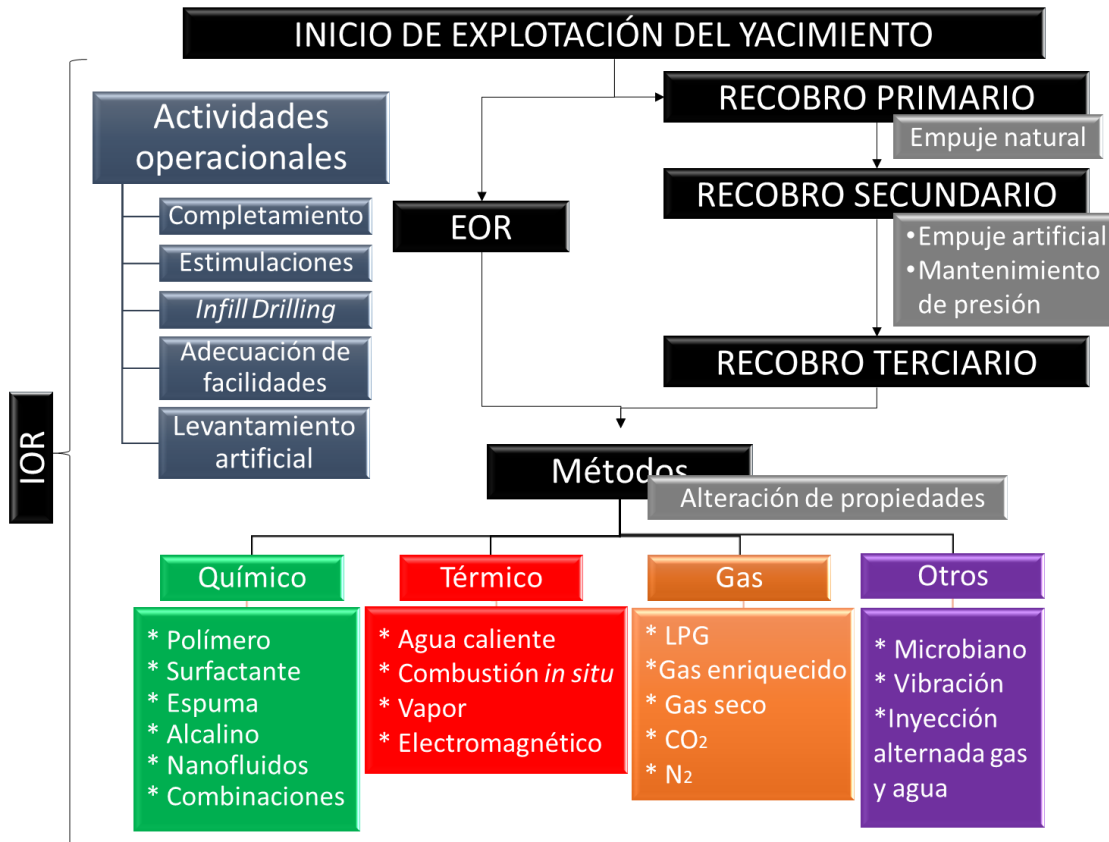 INICIO DE EXPLOTACIÓN DEL YACIMIENTO
IOR
Actividades
operacionales
Completamiento
Estimulaciones
Infill Drilling
Adecuación de
facilidades
Levantamiento
artificial
EOR
RECOBRO PRIMARIO
Empuje natural
RECOBRO SECUNDARIO
•Empuje artificial
•Mantenimiento
de presión
RECOBRO TERCIARIO
Métodos
Alteración de propiedades
Químico
* Polímero
* Surfactante
* Espuma
* Alcalino
* Nanofluidos
* Combinaciones
Térmico
* Agua caliente
* Combustión in situ
* Vapor
* Electromagnético
Gas
* LPG
*Gas enriquecido
* Gas seco
* CO₂
* N₂
Otros
* Microbiano
* Vibración
*Inyección
alternada gas
y agua